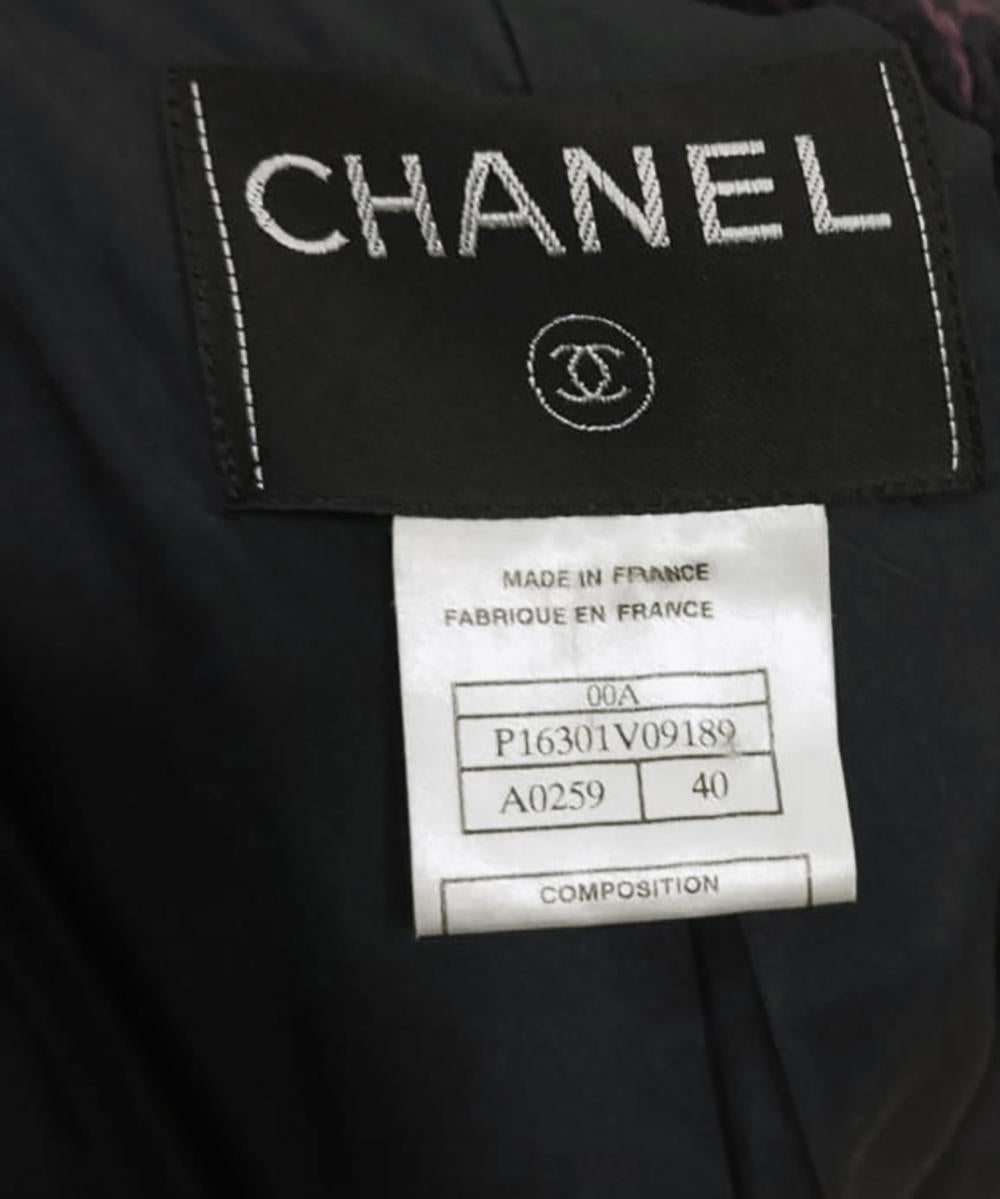 CHANEL
MADE IN FRANCE
FABRIQUE EN FRANCE
00A
P16301V09189
A0259 40
COMPOSITION